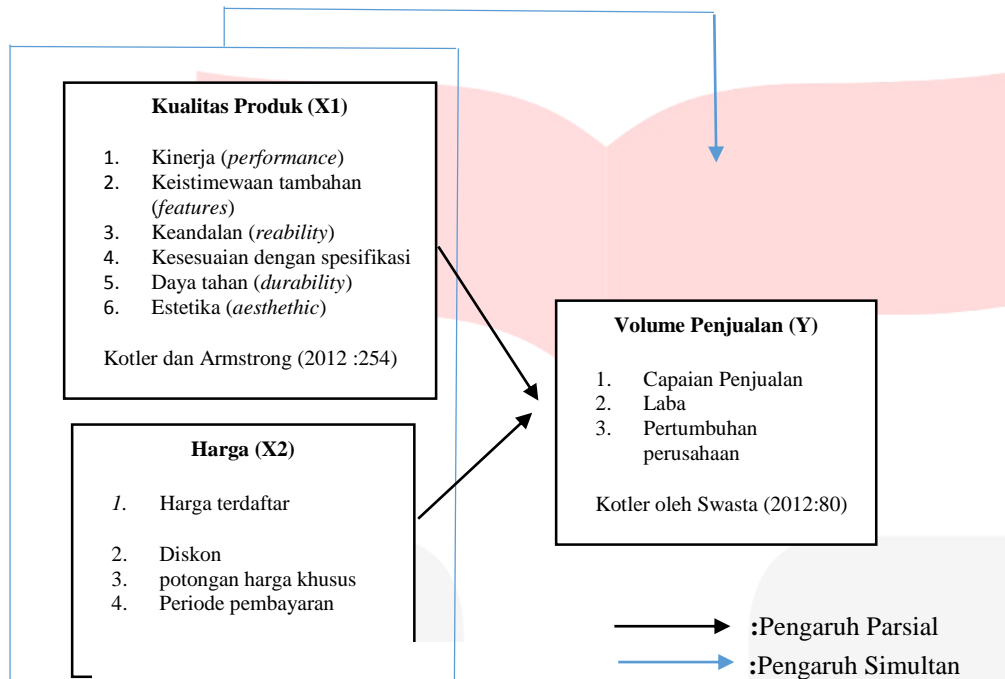 Kualitas Produk (X1)
1. Kinerja (performance)
2. Keistimewaan tambahan
(features)
3. Keandalan (reability)
4. Kesesuaian dengan spesifikasi
5. Daya tahan (durability)
6. Estetika (aesthethic)
Kotler dan Armstrong (2012 :254)
Harga (X2)
1. Harga terdaftar
2. Diskon
3. potongan harga khusus
4. Periode pembayaran
Volume Penjualan (Y)
1. Capaian Penjualan
2. Laba
3. Pertumbuhan
perusahaan
Kotler oleh Swasta (2012:80)
:Pengaruh Parsial
:Pengaruh Simultan